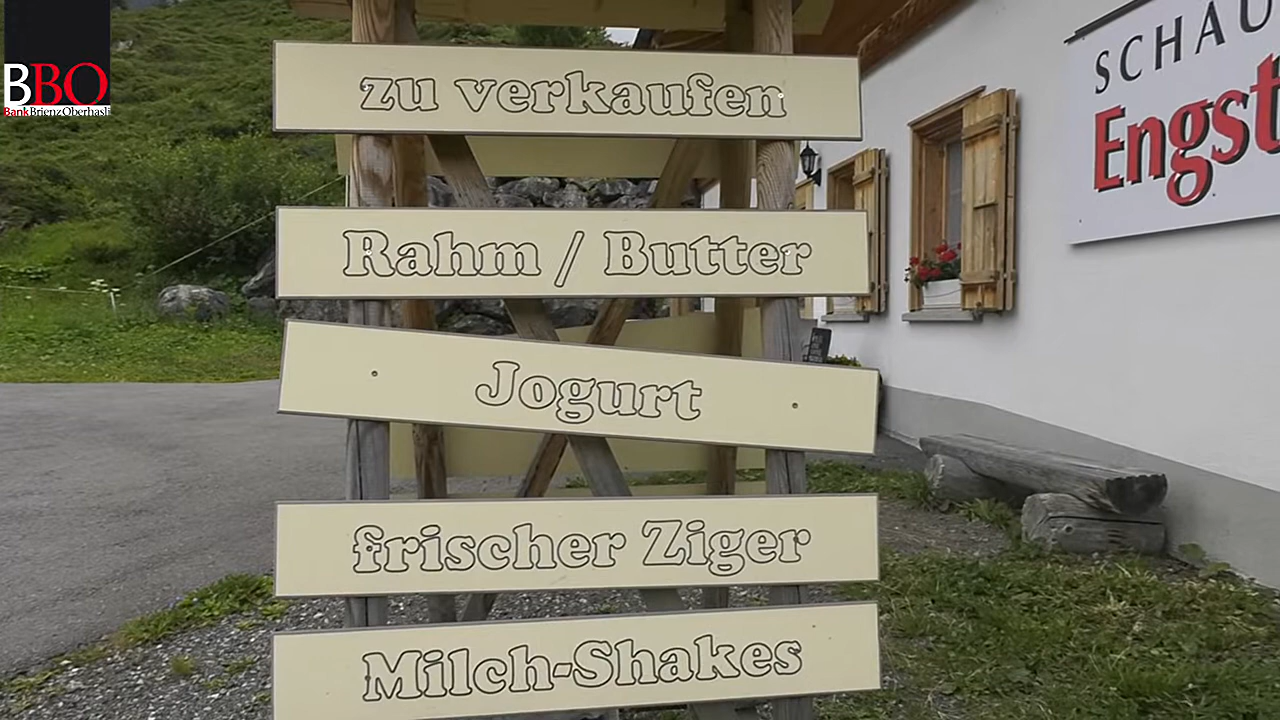 BBO
BankBrienzOberhasli
zu verkaufen
Rahm / Butter
Jogurt
frischer Ziger
Milch-Shakes
SCHAU
Engst